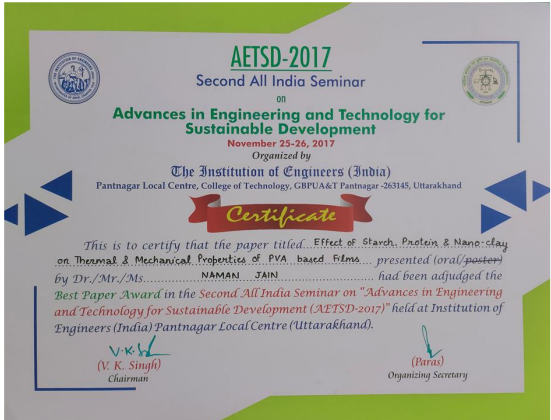 AETSD-2017
Second All India Seminar
on
Advances in Engineering and Technology for
Sustainable Development
November 25-26, 2017
Organized by
The Institution of Engineers (India)
Pantnagar Local Centre, College of Technology, GBPUA&T Pantnagar -263145, Uttarakhand
Certificate
This is to certify that the paper titled Effect of Starch, Protein & Nano-clay
on Thermal & Mechanical Properties of PVA based Films presented (oral/poster)
by Dr./Mr./Ms. NAMAN JAIN had been adjudged the
Best Paper Award in the Second All India Seminar on "Advances in Engineering
and Technology for Sustainable Development (AETSD-2017)" held at Institution of
Engineers (India) Pantnagar Local Centre (Uttarakhand).
(V. K. Singh)
Chairman
(Paras)
Organizing Secretary